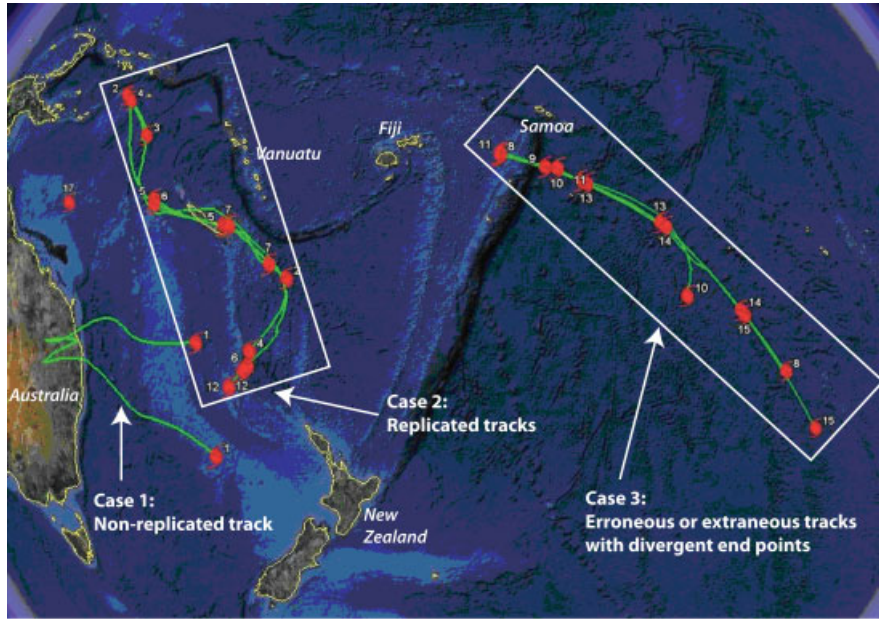 2
4
3
Vanuatu
Fiji
Samoa
11
8
9
10
11
13
17
5
6
5
7
13
14
7
2
10
14
15
1
4
6
12
12
8
15
Australia
Case 2:
Replicated tracks
1
Case 1:
Non-replicated track
New
Zealand
Case 3:
Erroneous or extraneous tracks
with divergent end points